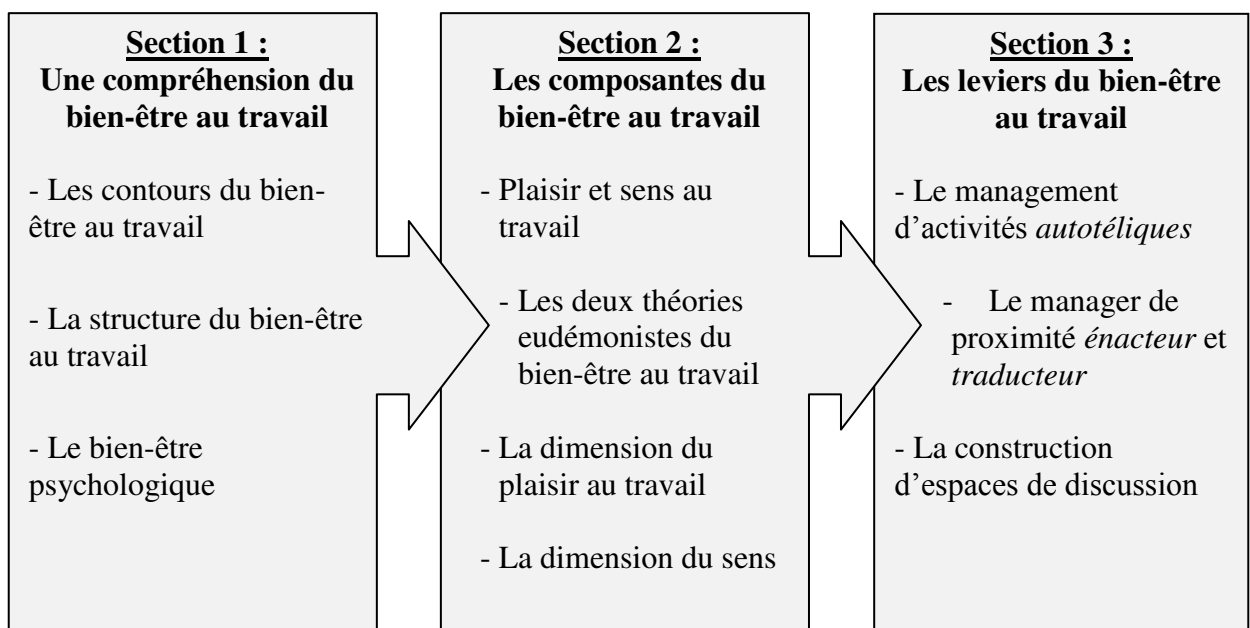 Section 1 :
Une compréhension du
bien-être au travail
- Les contours du bien-
être au travail
- La structure du bien-être
au travail
- Le bien-être
psychologique
Section 2 :
Les composantes du
bien-être au travail
- Plaisir et sens au
travail
- Les deux théories
eudémonistes du
bien-être au travail
- La dimension du
plaisir au travail
- La dimension du sens
Section 3 :
Les leviers du bien-être
au travail
- Le management
d’activités autotéliques
- Le manager de
proximité énacteur et
traducteur
- La construction
d’espaces de discussion